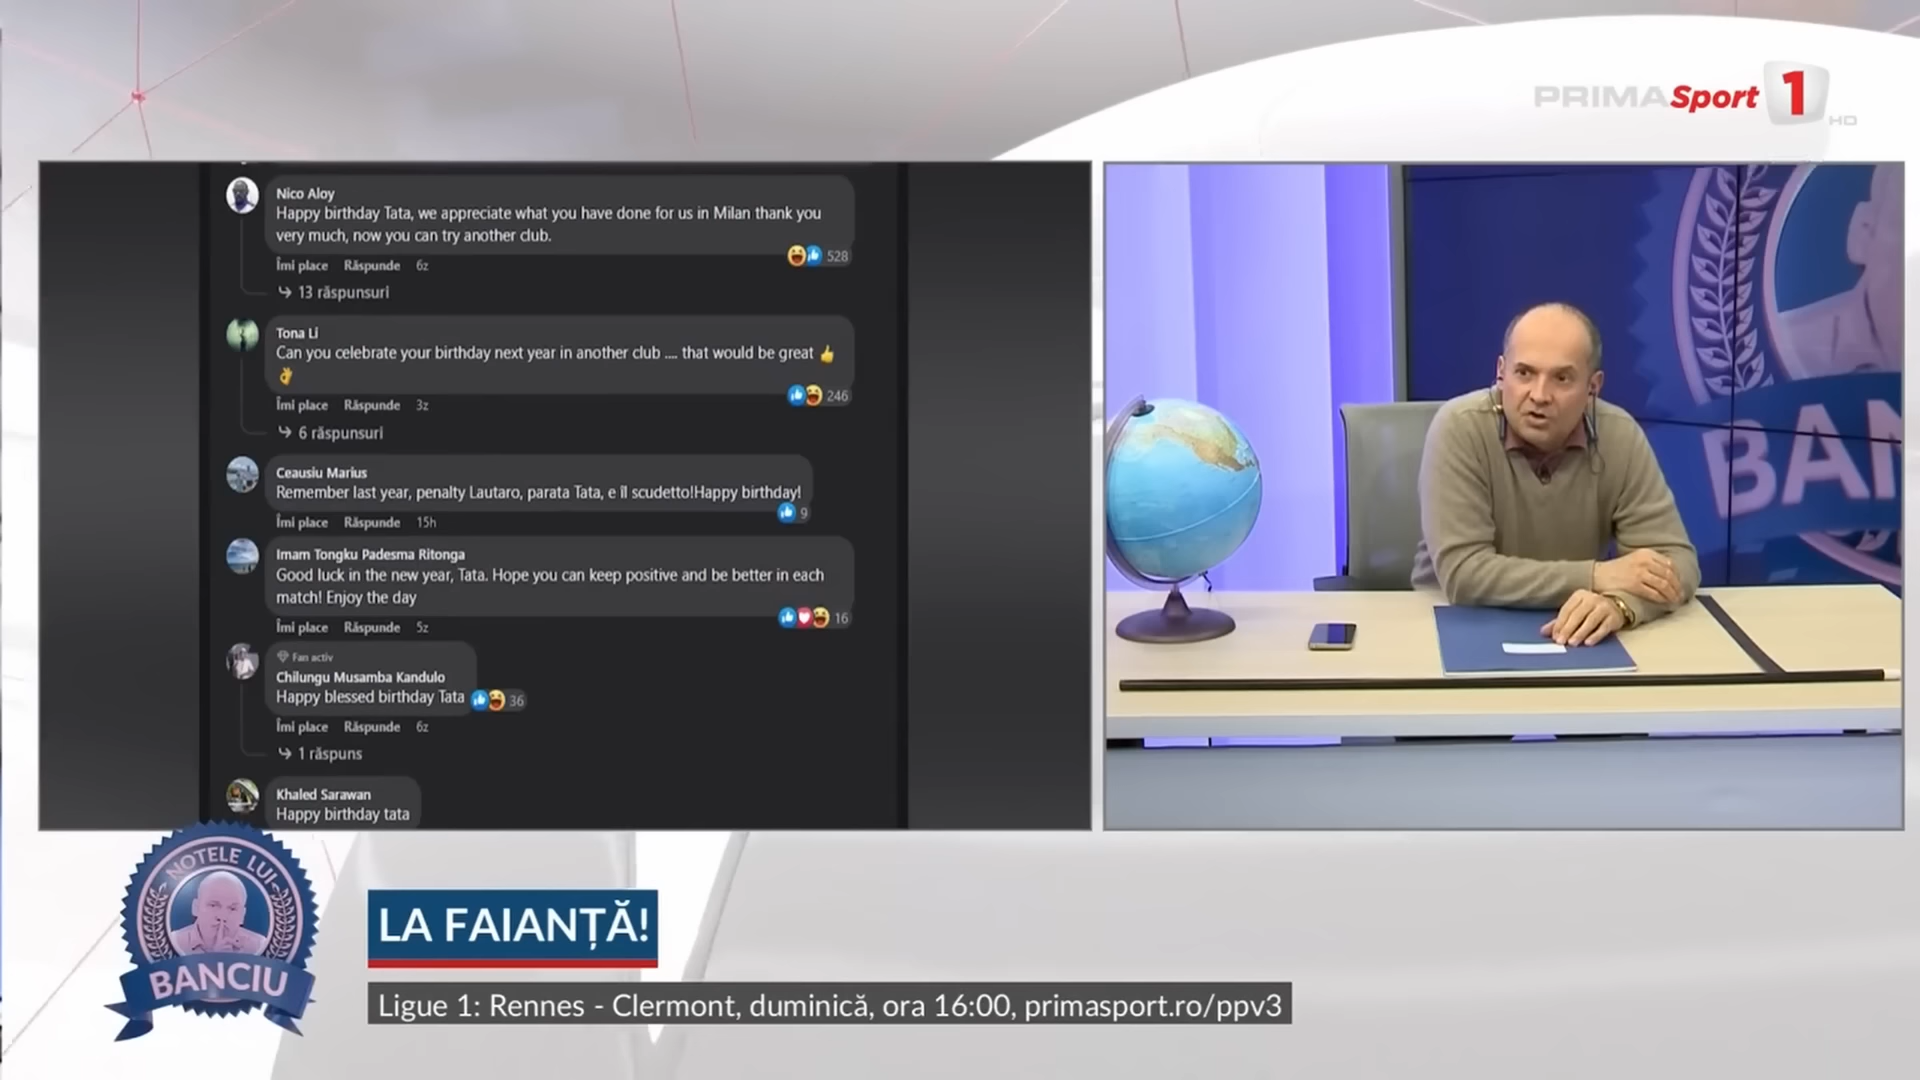 PRIMA Sport 1 HD
Nico Aloy
Happy birthday Tata, we appreciate what you have done for us in Milan thank you
very much, now you can try another club.
528
Îmi place Răspunde 6z
13 răspunsuri
Tona Li
Can you celebrate your birthday next year in another club .... that would be great 👍
👌
246
Îmi place Răspunde 3z
6 răspunsuri
Ceausiu Marius
Remember last year, penalty Lautaro, parata Tata, e Il scudetto!Happy birthday!
9
Îmi place Răspunde 15h
Imam Tongku Padesma Ritonga
Good luck in the new year, Tata. Hope you can keep positive and be better in each
match! Enjoy the day
16
Îmi place Răspunde 5z
Fan activ
Chilungu Musamba Kandulo
Happy blessed birthday Tata 36
Îmi place Răspunde 6z
1 răspuns
Khaled Sarawan
Happy birthday tata
BAN
NOTELE LUI
BANCIU
LA FAIANȚĂ!
Ligue 1: Rennes - Clermont, duminică, ora 16:00, primasport.ro/ppv3